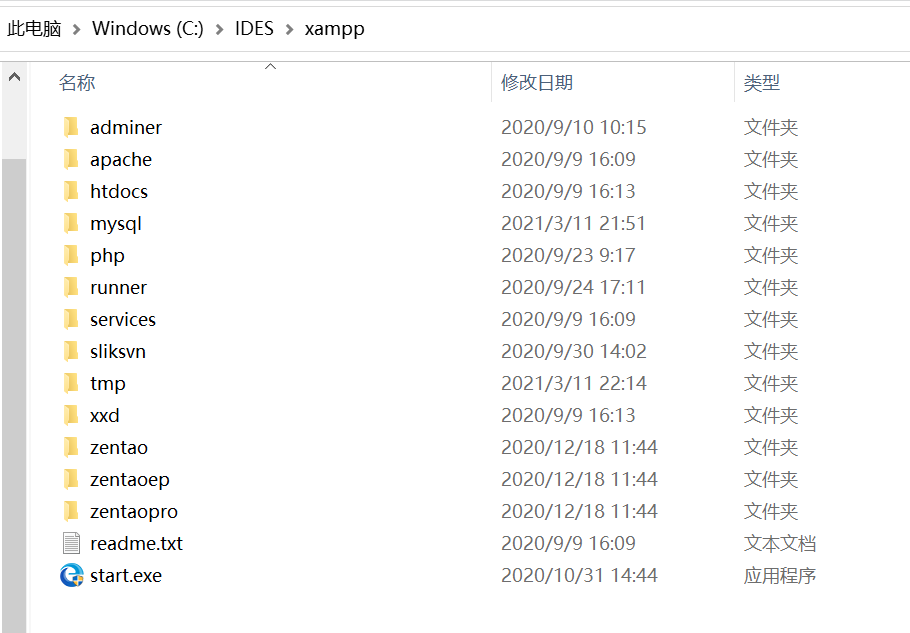 此电脑 > Windows (C:) > IDES > xampp
名称 修改日期 类型
adminer 2020/9/10 10:15 文件夹
apache 2020/9/9 16:09 文件夹
htdocs 2020/9/9 16:13 文件夹
mysql 2021/3/11 21:51 文件夹
php 2020/9/23 9:17 文件夹
runner 2020/9/24 17:11 文件夹
services 2020/9/9 16:09 文件夹
sliksvn 2020/9/30 14:02 文件夹
tmp 2021/3/11 22:14 文件夹
xxd 2020/9/9 16:13 文件夹
zentao 2020/12/18 11:44 文件夹
zentaoep 2020/12/18 11:44 文件夹
zentaopro 2020/12/18 11:44 文件夹
readme.txt 2020/9/9 16:09 文本文档
start.exe 2020/10/31 14:44 应用程序